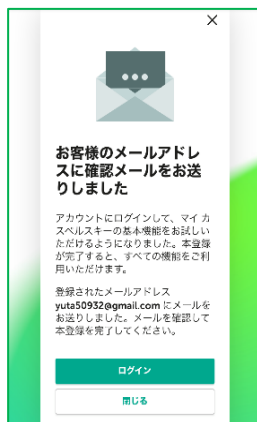 お客様のメールアドレ
スに確認メールをお送
りしました
アカウントにログインして、マイ カ
スペルスキーの基本機能をお試しい
ただけるようになりました。本登録
が完了すると、すべての機能をご利
用いただけます。
登録されたメールアドレス
yuta50932@gmail.com にメールを
お送りしました。メールを確認して
本登録を完了してください。
ログイン
閉じる